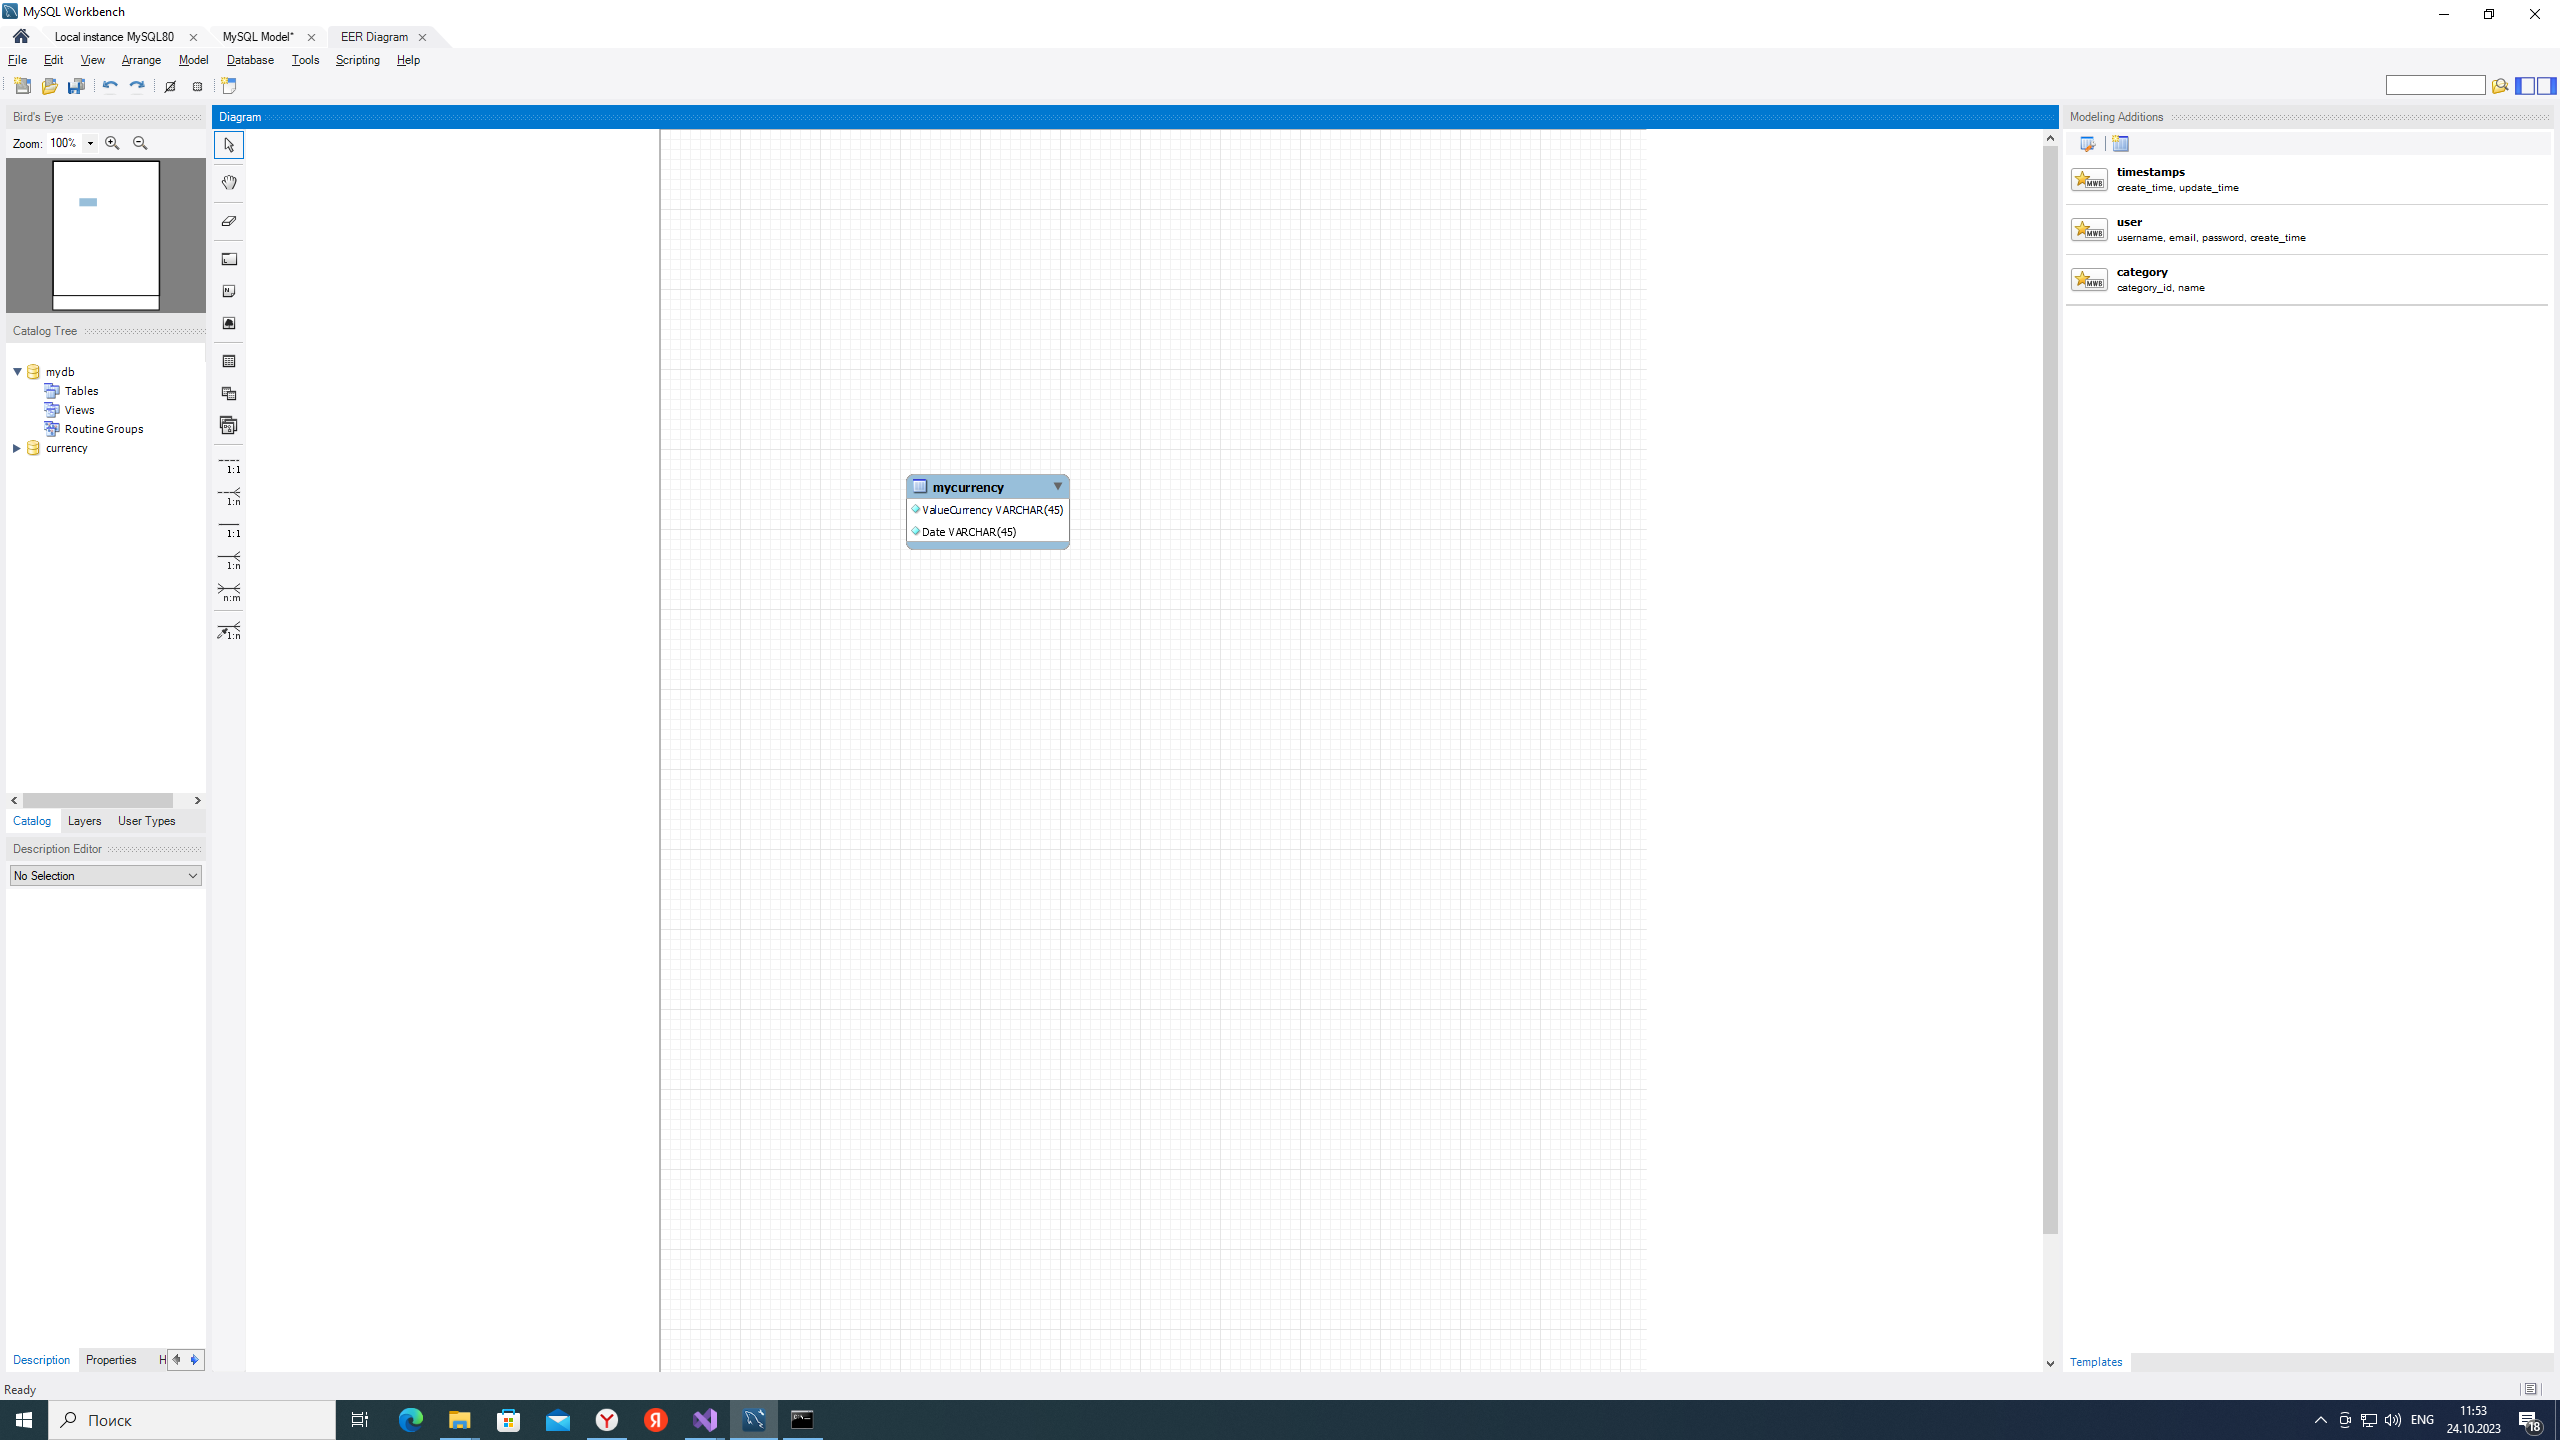 MySQL Workbench
Local instance MySQL80
MySQL Model*
EER Diagram
File Edit View Arrange Model Database Tools Scripting Help
Bird's Eye
Zoom: 100%
Catalog Tree
mydb
Tables
Views
Routine Groups
currency
Catalog Layers User Types
Description Editor
No Selection
Description Properties H
Diagram
1:1
1:n
1:1
1:n
n:m
1:n
mycurrency
ValueCurrency VARCHAR(45)
Date VARCHAR(45)
Modeling Additions
timestamps
create_time, update_time
user
username, email, password, create_time
category
category_id, name
Templates
Ready
Поиск
ENG
11:53
24.10.2023
18